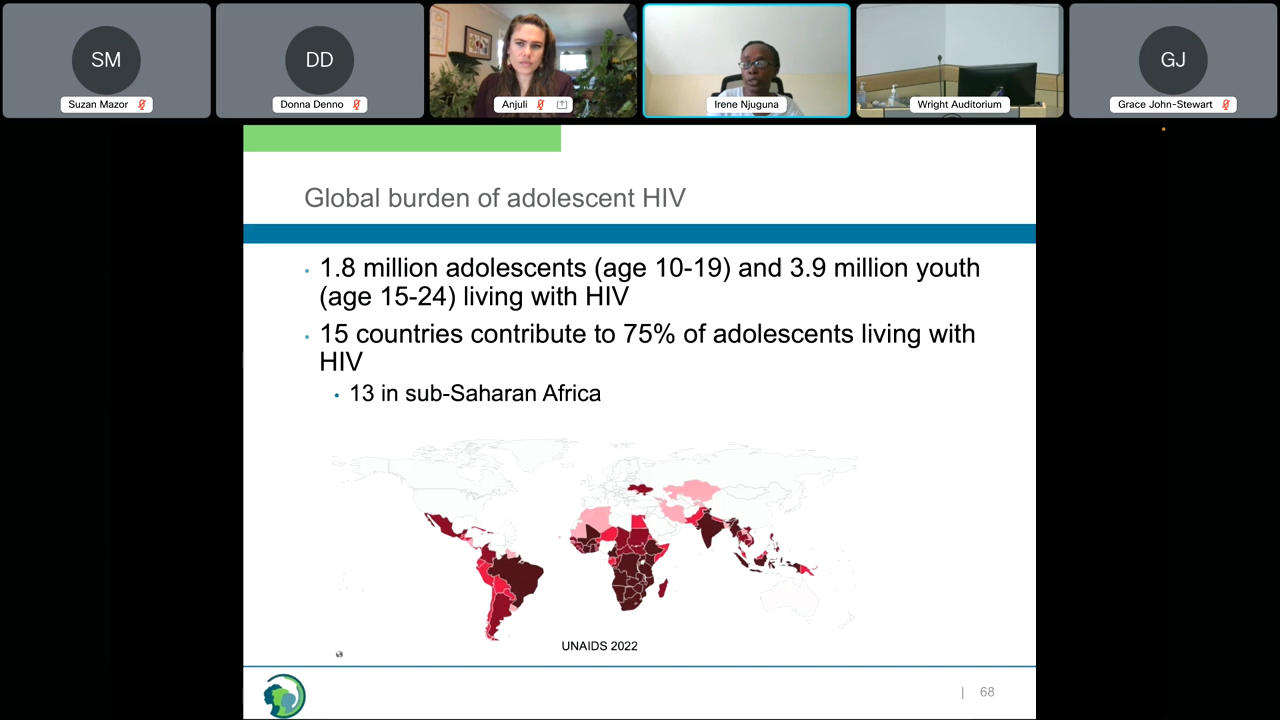 SM
DD
GJ
Suzan Mazor
Donna Denno
Anjuli
Irene Njuguna
Wright Auditorium
Grace John-Stewart
Global burden of adolescent HIV
• 1.8 million adolescents (age 10-19) and 3.9 million youth
(age 15-24) living with HIV
• 15 countries contribute to 75% of adolescents living with
HIV
• 13 in sub-Saharan Africa
UNAIDS 2022
| 68